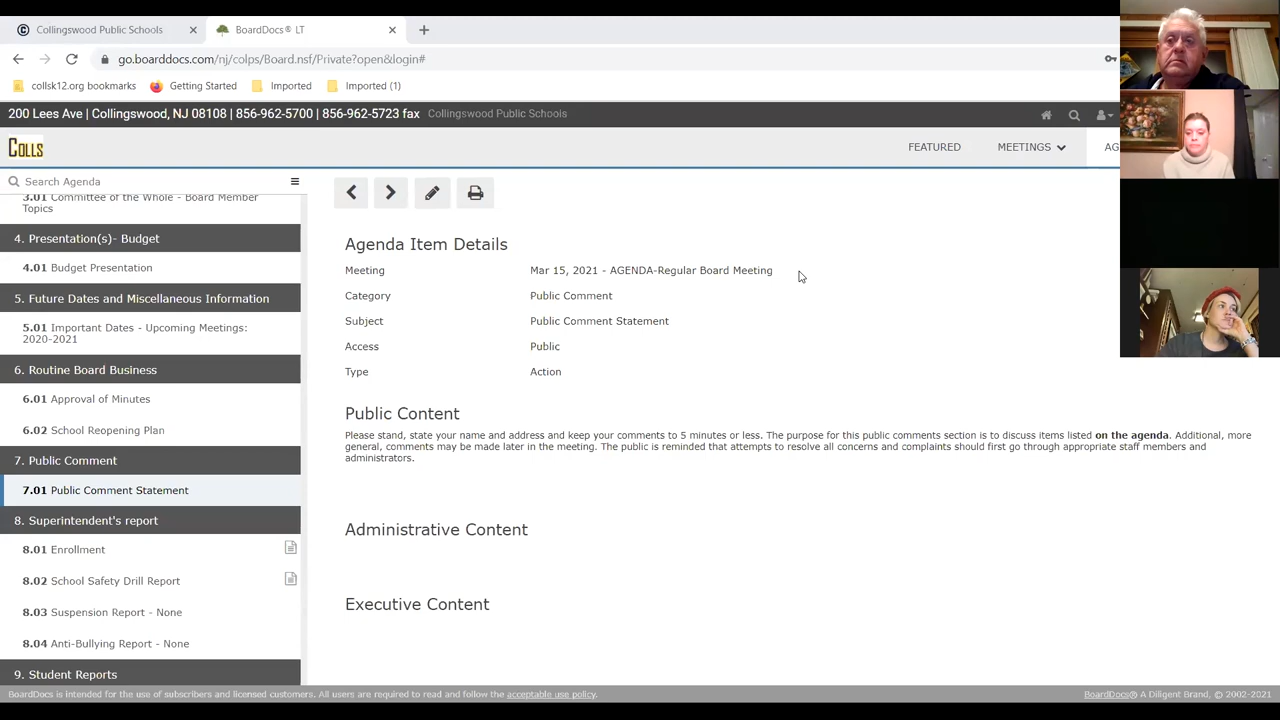 Collingswood Public Schools
BoardDocs® LT
go.boarddocs.com/nj/colps/Board.nsf/Private?open&login#
collsk12.org bookmarks
Getting Started
Imported
Imported (1)
200 Lees Ave | Collingswood, NJ 08108 | 856-962-5700 | 856-962-5723 fax
Collingswood Public Schools
COLLS
FEATURED
MEETINGS
AG
Search Agenda
3.01 Committee of the Whole - Board Member
Topics
4. Presentation(s)- Budget
4.01 Budget Presentation
5. Future Dates and Miscellaneous Information
5.01 Important Dates - Upcoming Meetings:
2020-2021
6. Routine Board Business
6.01 Approval of Minutes
6.02 School Reopening Plan
7. Public Comment
7.01 Public Comment Statement
8. Superintendent's report
8.01 Enrollment
8.02 School Safety Drill Report
8.03 Suspension Report - None
8.04 Anti-Bullying Report - None
9. Student Reports
Agenda Item Details
Meeting Mar 15, 2021 - AGENDA-Regular Board Meeting
Category Public Comment
Subject Public Comment Statement
Access Public
Type Action
Public Content
Please stand, state your name and address and keep your comments to 5 minutes or less. The purpose for this public comments section is to discuss items listed on the agenda. Additional, more
general, comments may be made later in the meeting. The public is reminded that attempts to resolve all concerns and complaints should first go through appropriate staff members and
administrators.
Administrative Content
Executive Content
BoardDocs is intended for the use of subscribers and licensed customers. All users are required to read and follow the acceptable use policy.
BoardDocs® A Diligent Brand, © 2002-2021